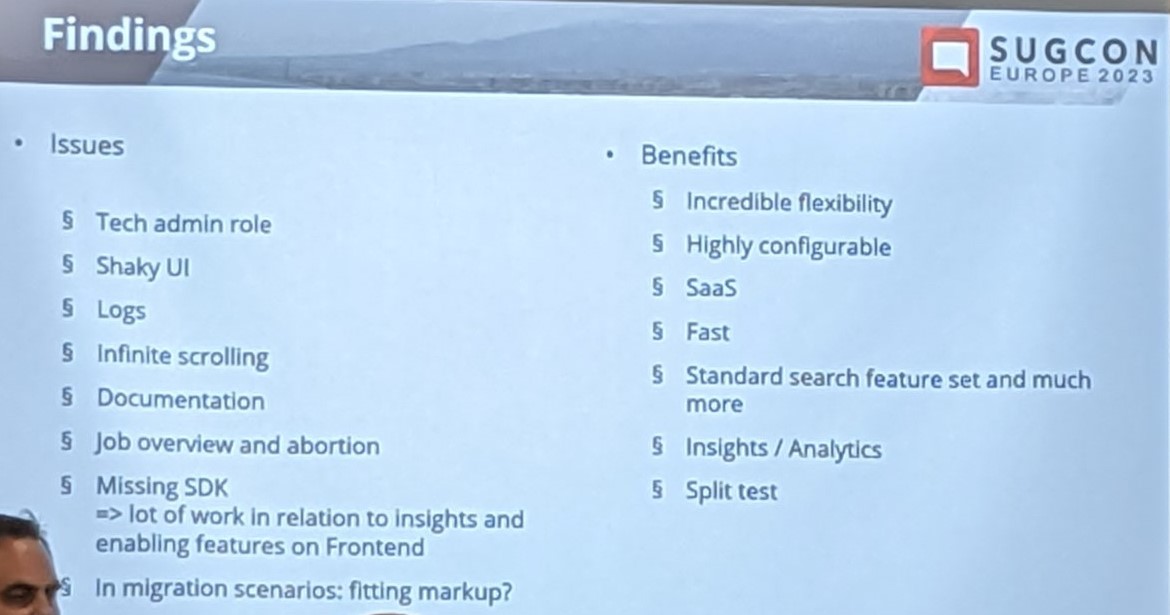 Findings
SUGCON
EUROPE 2023
• Issues
§ Tech admin role
§ Shaky UI
§ Logs
§ Infinite scrolling
§ Documentation
§ Job overview and abortion
§ Missing SDK
=> lot of work in relation to insights and
enabling features on Frontend
§ In migration scenarios: fitting markup?
• Benefits
§ Incredible flexibility
§ Highly configurable
§ SaaS
§ Fast
§ Standard search feature set and much
more
§ Insights / Analytics
§ Split test